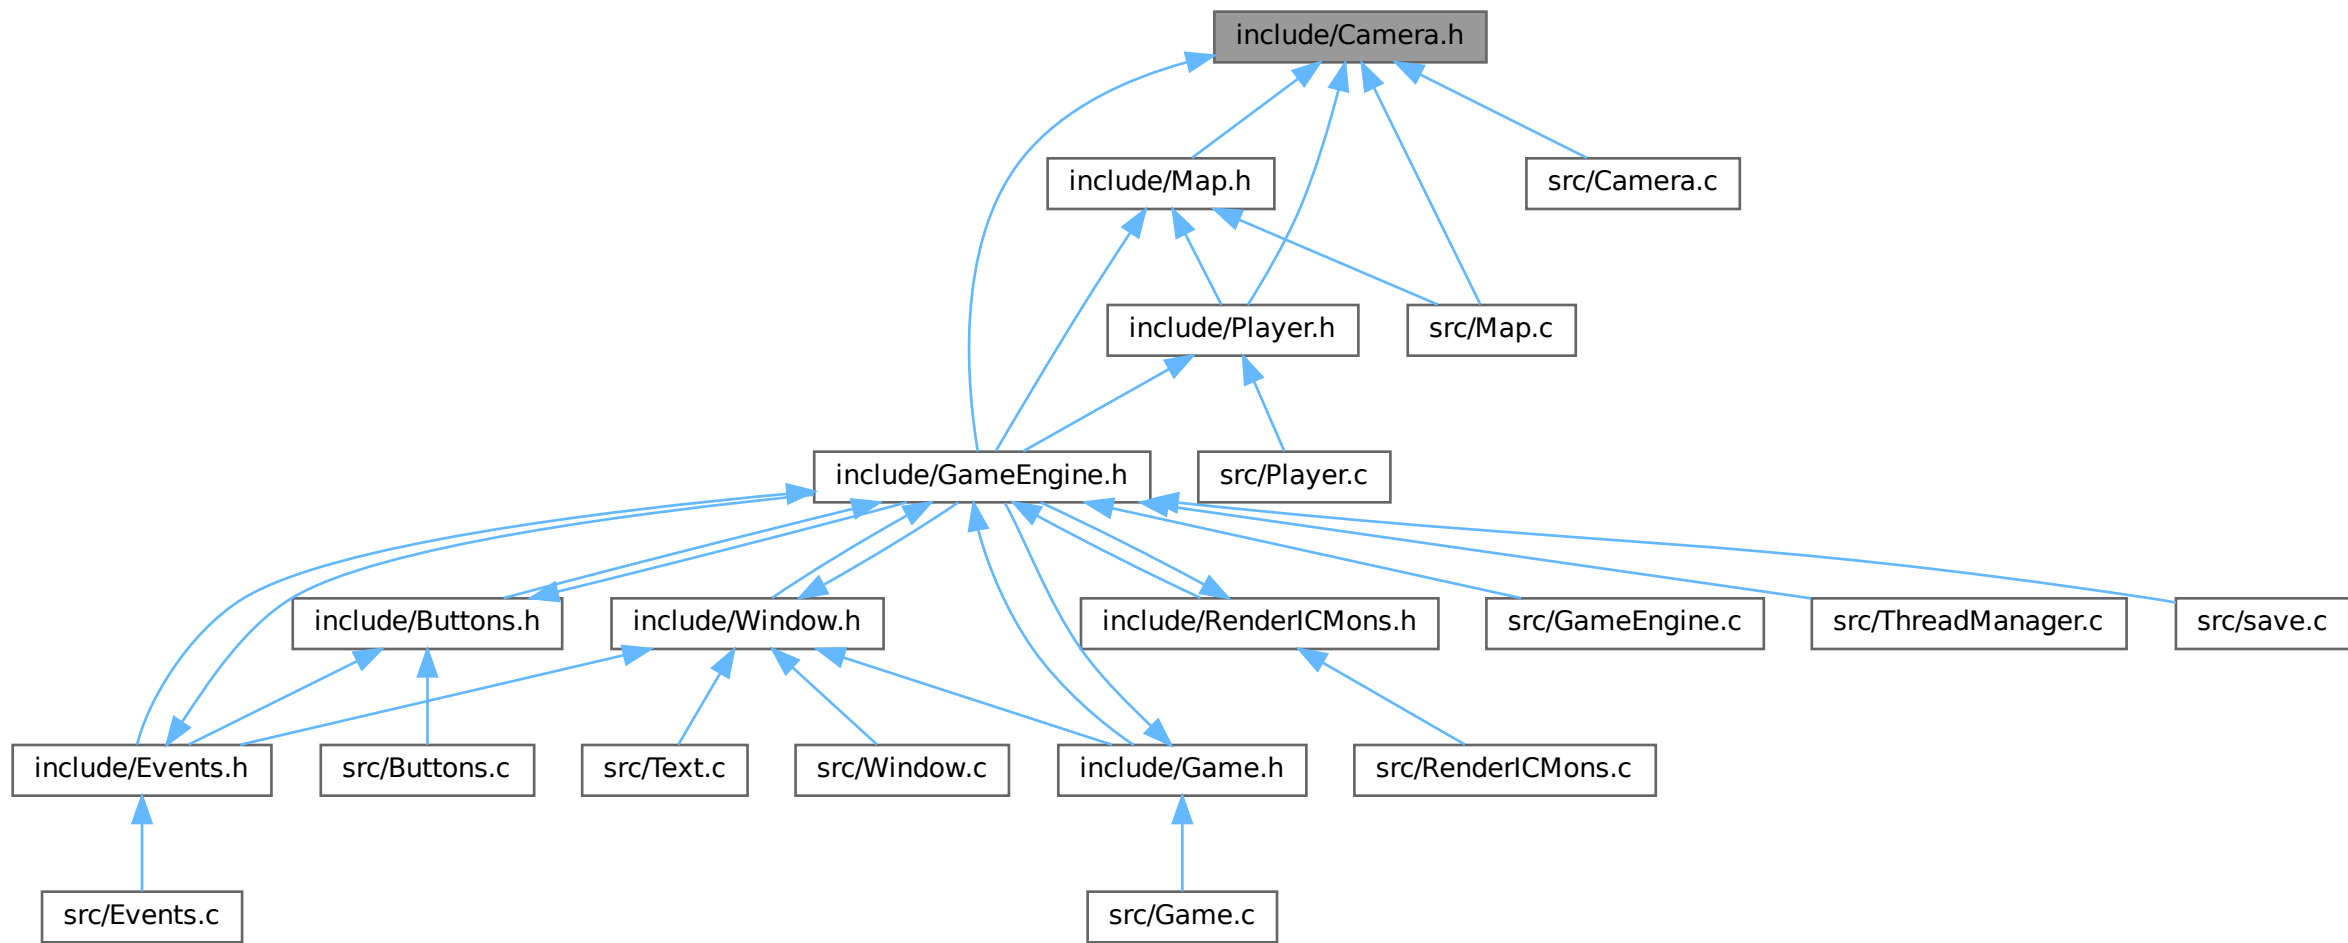 include/Camera.h
include/Map.h
src/Camera.c
include/Player.h
src/Map.c
include/GameEngine.h
src/Player.c
include/Buttons.h
include/Window.h
include/RenderICMons.h
src/GameEngine.c
src/ThreadManager.c
src/save.c
include/Events.h
src/Buttons.c
src/Text.c
src/Window.c
include/Game.h
src/RenderICMons.c
src/Events.c
src/Game.c